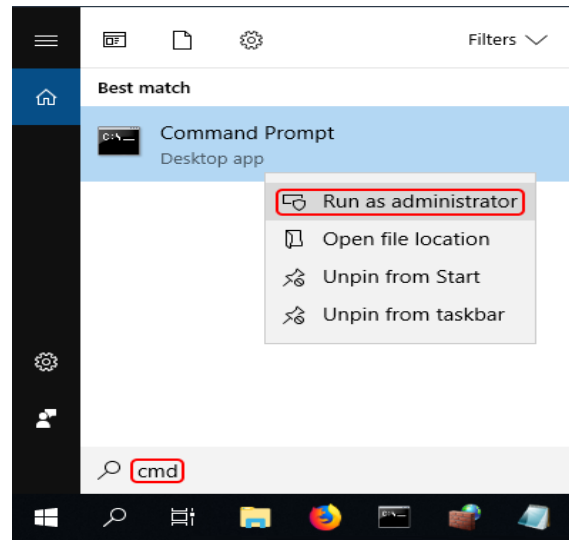 Filters
Best match
C:\_
Command Prompt
Desktop app
Run as administrator
Open file location
Unpin from Start
Unpin from taskbar
cmd